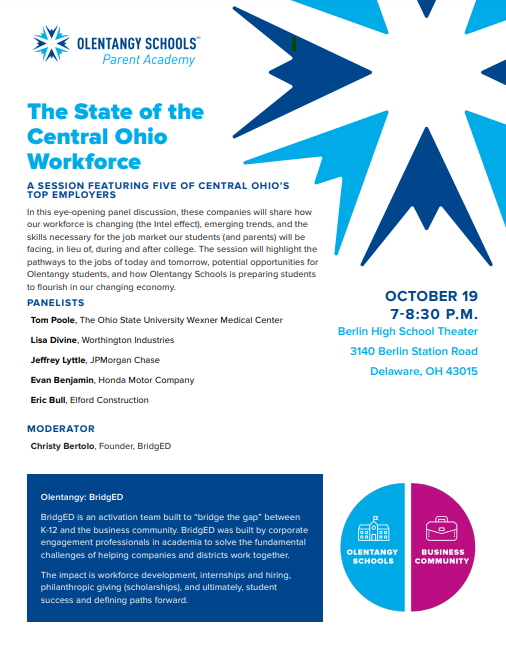 OLENTANGY SCHOOLS™
Parent Academy
The State of the
Central Ohio
Workforce
A SESSION FEATURING FIVE OF CENTRAL OHIO'S
TOP EMPLOYERS
In this eye-opening panel discussion, these companies will share how
our workforce is changing (the Intel effect), emerging trends, and the
skills necessary for the job market our students (and parents) will be
facing, in lieu of, during and after college. The session will highlight the
pathways to the jobs of today and tomorrow, potential opportunities for
Olentangy students, and how Olentangy Schools is preparing students
to flourish in our changing economy.
PANELISTS
Tom Poole, The Ohio State University Wexner Medical Center
Lisa Divine, Worthington Industries
Jeffrey Lyttle, JPMorgan Chase
Evan Benjamin, Honda Motor Company
Eric Bull, Elford Construction
MODERATOR
Christy Bertolo, Founder, BridgED
OCTOBER 19
7-8:30 P.M.
Berlin High School Theater
3140 Berlin Station Road
Delaware, OH 43015
Olentangy: BridgED
BridgED is an activation team built to “bridge the gap” between
K-12 and the business community. BridgED was built by corporate
engagement professionals in academia to solve the fundamental
challenges of helping companies and districts work together.
The impact is workforce development, internships and hiring,
philanthropic giving (scholarships), and ultimately, student
success and defining paths forward.
OLENTANGY
SCHOOLS
BUSINESS
COMMUNITY